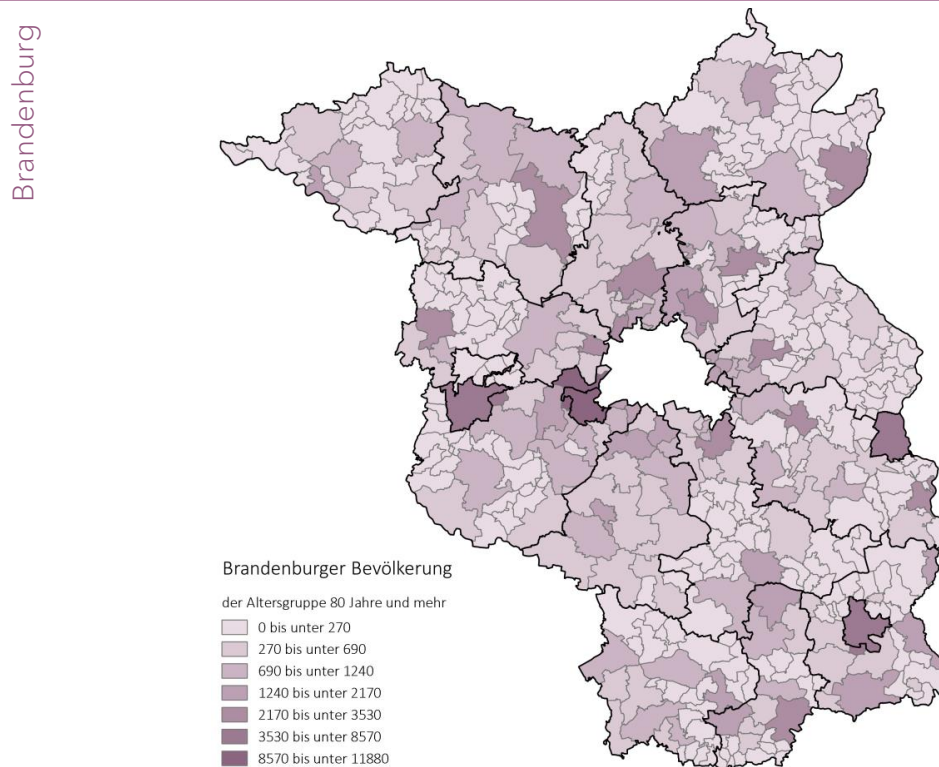 Brandenburg
Brandenburger Bevölkerung
der Altersgruppe 80 Jahre und mehr
0 bis unter 270
270 bis unter 690
690 bis unter 1240
1240 bis unter 2170
2170 bis unter 3530
3530 bis unter 8570
8570 bis unter 11880